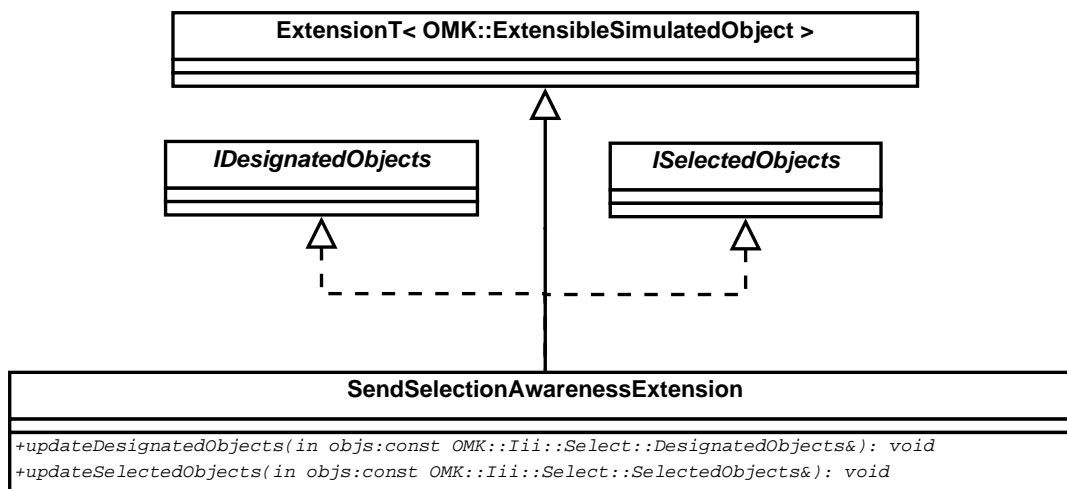 ExtensionT< OMK::ExtensibleSimulatedObject >
IDesignatedObjects
ISelectedObjects
SendSelectionAwarenessExtension
+updateDesignatedObjects(in objs:const OMK::Iii::Select::DesignatedObjects&): void
+updateSelectedObjects(in objs:const OMK::Iii::Select::SelectedObjects&): void